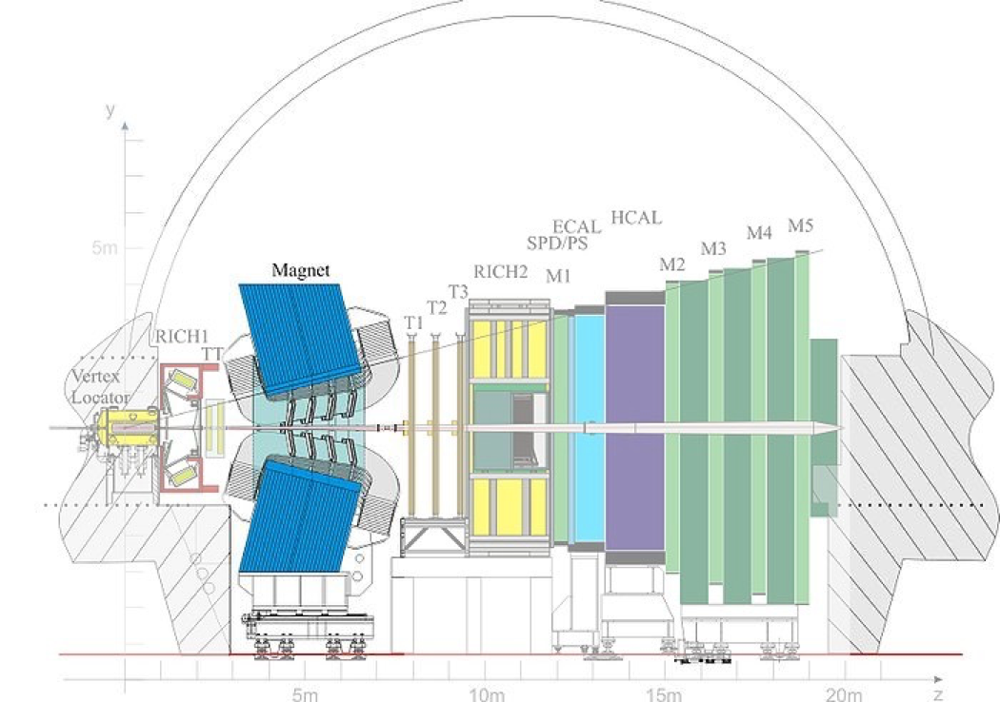 y
5m
Magnet
RICH1
TT
Vertex
Locator
T1
T2
T3
RICH2
M1
SPD/PS
ECAL
HCAL
M2
M3
M4
M5
5m
10m
15m
20m
z